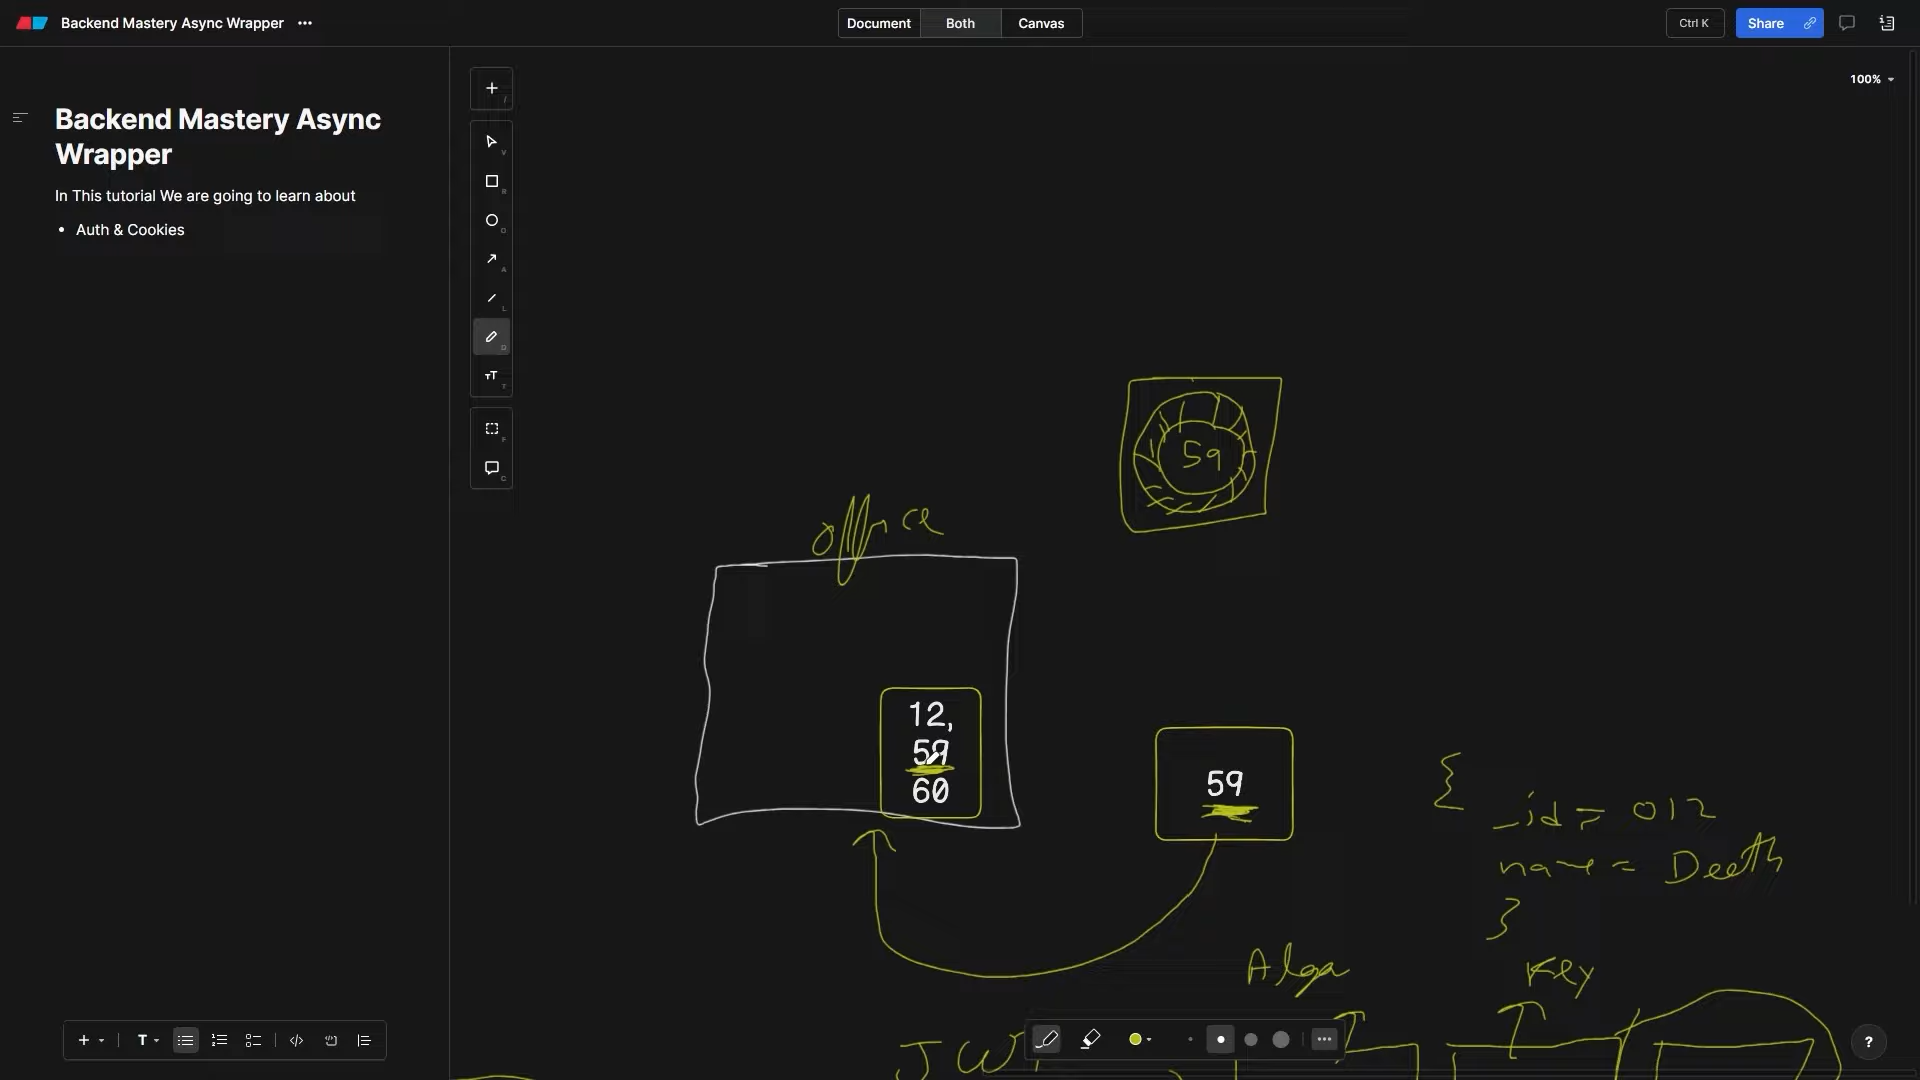 Backend Mastery Async Wrapper
Document
Both
Canvas
Ctrl K
Share
100%
Backend Mastery Async
Wrapper
In This tutorial We are going to learn about
• Auth & Cookies
59
office
12,
59
60
59
{
_id = 012
name = Deeth
}
Algo
Key
JW